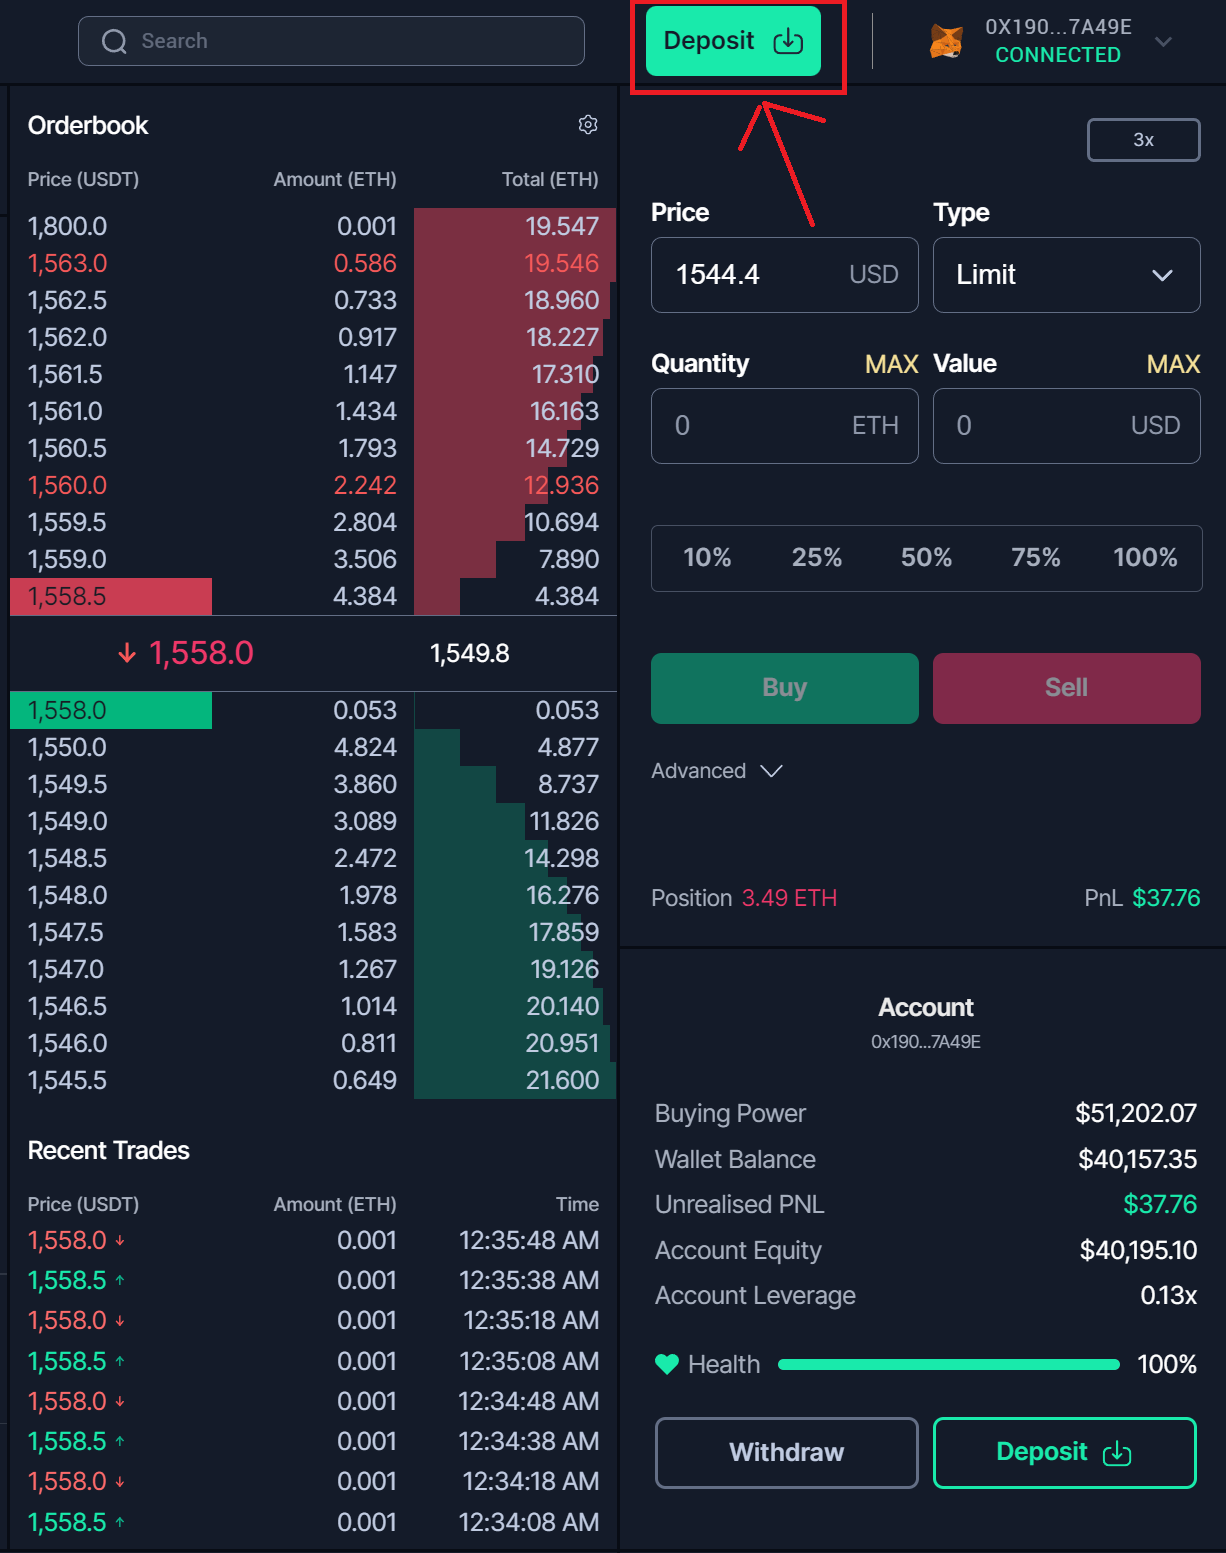 Search
Deposit
0X190...7A49E
CONNECTED
Orderbook
Price (USDT) Amount (ETH) Total (ETH)
1,800.0 0.001 19.547
1,563.0 0.586 19.546
1,562.5 0.733 18.960
1,562.0 0.917 18.227
1,561.5 1.147 17.310
1,561.0 1.434 16.163
1,560.5 1.793 14.729
1,560.0 2.242 12.936
1,559.5 2.804 10.694
1,559.0 3.506 7.890
1,558.5 4.384 4.384
↓ 1,558.0 1,549.8
1,558.0 0.053 0.053
1,550.0 4.824 4.877
1,549.5 3.860 8.737
1,549.0 3.089 11.826
1,548.5 2.472 14.298
1,548.0 1.978 16.276
1,547.5 1.583 17.859
1,547.0 1.267 19.126
1,546.5 1.014 20.140
1,546.0 0.811 20.951
1,545.5 0.649 21.600
Recent Trades
Price (USDT) Amount (ETH) Time
1,558.0 ↓ 0.001 12:35:48 AM
1,558.5 ↑ 0.001 12:35:38 AM
1,558.0 ↓ 0.001 12:35:18 AM
1,558.5 ↑ 0.001 12:35:08 AM
1,558.0 ↓ 0.001 12:34:48 AM
1,558.5 ↑ 0.001 12:34:38 AM
1,558.0 ↓ 0.001 12:34:18 AM
1,558.5 ↑ 0.001 12:34:08 AM
3x
Price Type
1544.4 USD Limit
Quantity MAX Value MAX
0 ETH 0 USD
10% 25% 50% 75% 100%
Buy Sell
Advanced
Position 3.49 ETH PnL $37.76
Account
0x190...7A49E
Buying Power $51,202.07
Wallet Balance $40,157.35
Unrealised PNL $37.76
Account Equity $40,195.10
Account Leverage 0.13x
Health 100%
Withdraw Deposit